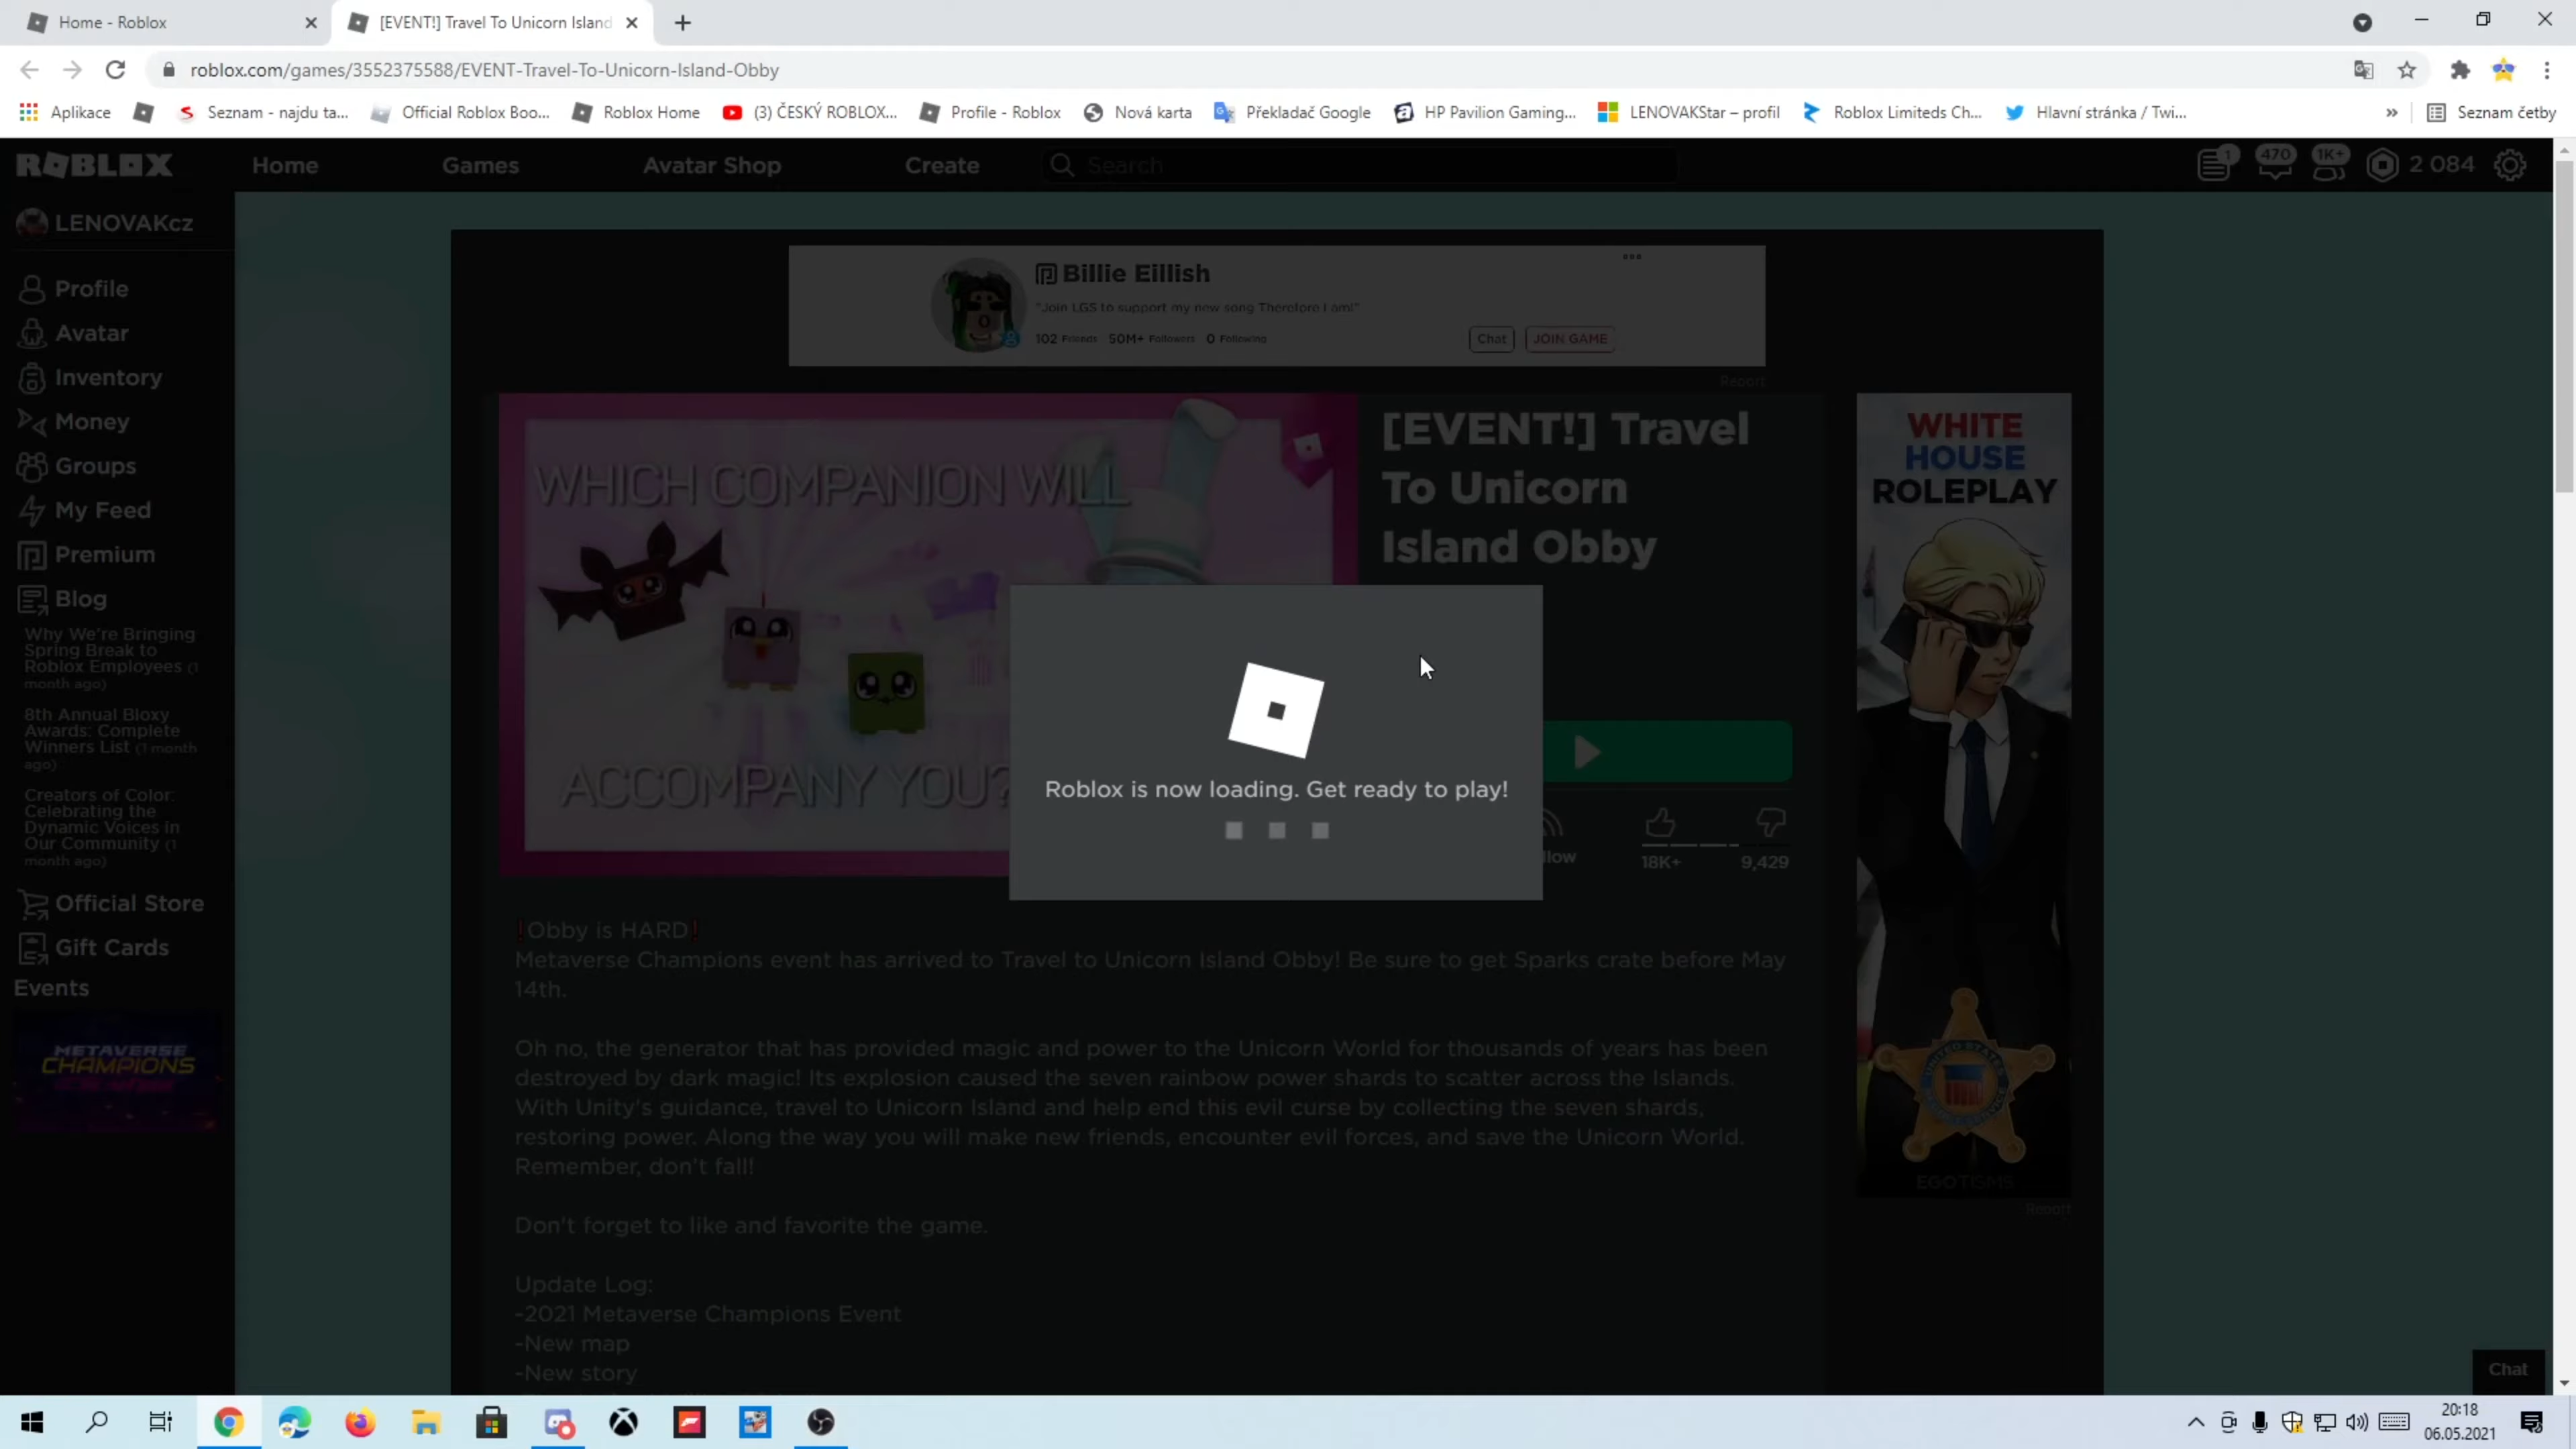 Home - Roblox
[EVENT!] Travel To Unicorn Island
roblox.com/games/3552375588/EVENT-Travel-To-Unicorn-Island-Obby
Aplikace
Seznam - najdu ta...
Official Roblox Boo...
Roblox Home
(3) ČESKÝ ROBLOX...
Profile - Roblox
Nová karta
Překladač Google
HP Pavilion Gaming...
LENOVAKStar – profil
Roblox Limiteds Ch...
Hlavní stránka / Twi...
»
Seznam četby
ROBLOX
Home
Games
Avatar Shop
Create
Search
1
470
1K+
2 084
LENOVAKcz
Profile
Avatar
Inventory
Money
Groups
My Feed
Premium
Blog
Why We're Bringing
Spring Break to
Roblox Employees (1
month ago)
8th Annual Bloxy
Awards: Complete
Winners List (1 month
ago)
Creators of Color:
Celebrating the
Dynamic Voices in
Our Community (1
month ago)
Official Store
Gift Cards
Events
METAVERSE
CHAMPIONS
Billie Eillish
"Join LGS to support my new song Therefore I am!"
102 Friends 50M+ Followers 0 Following
Chat
JOIN GAME
Report
WHICH COMPANION WILL
ACCOMPANY YOU?
[EVENT!] Travel
To Unicorn
Island Obby
Roblox is now loading. Get ready to play!
llow
18K+
9,429
WHITE
HOUSE
ROLEPLAY
EGOTISMS
Report
❗Obby is HARD❗
Metaverse Champions event has arrived to Travel to Unicorn Island Obby! Be sure to get Sparks crate before May
14th.
Oh no, the generator that has provided magic and power to the Unicorn World for thousands of years has been
destroyed by dark magic! Its explosion caused the seven rainbow power shards to scatter across the Islands.
With Unity's guidance, travel to Unicorn Island and help end this evil curse by collecting the seven shards,
restoring power. Along the way you will make new friends, encounter evil forces, and save the Unicorn World.
Remember, don't fall!
Don't forget to like and favorite the game.
Update Log:
-2021 Metaverse Champions Event
-New map
-New story
Chat
20:18
06.05.2021